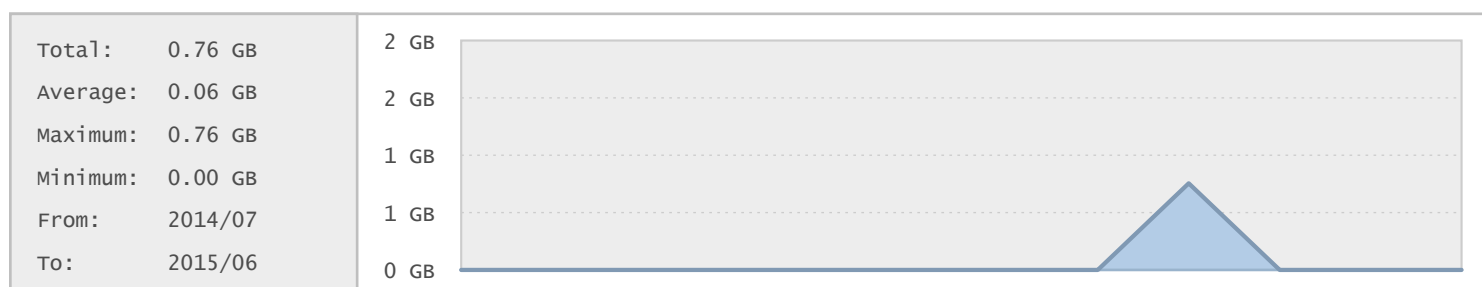 Total: 0.76 GB
Average: 0.06 GB
Maximum: 0.76 GB
Minimum: 0.00 GB
From: 2014/07
To: 2015/06
2 GB
2 GB
1 GB
1 GB
0 GB